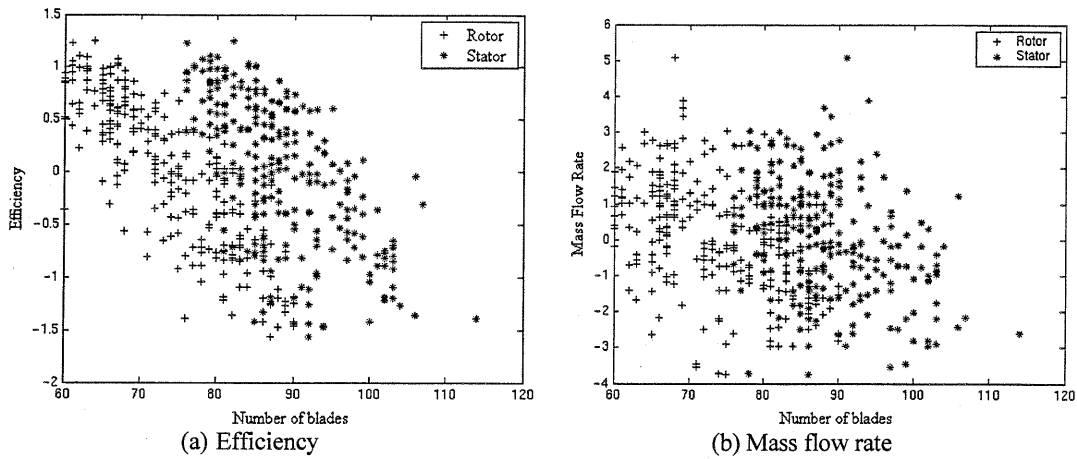 1.5
1
0.5
0
-0.5
-1
-1.5
-2
Efficiency
60 70 80 90 100 110 120
Number of blades
+ Rotor
* Stator
(a) Efficiency
6
5
4
3
2
1
0
-1
-2
-3
-4
Mass Flow Rate
60 70 80 90 100 110 120
Number of blades
+ Rotor
* Stator
(b) Mass flow rate